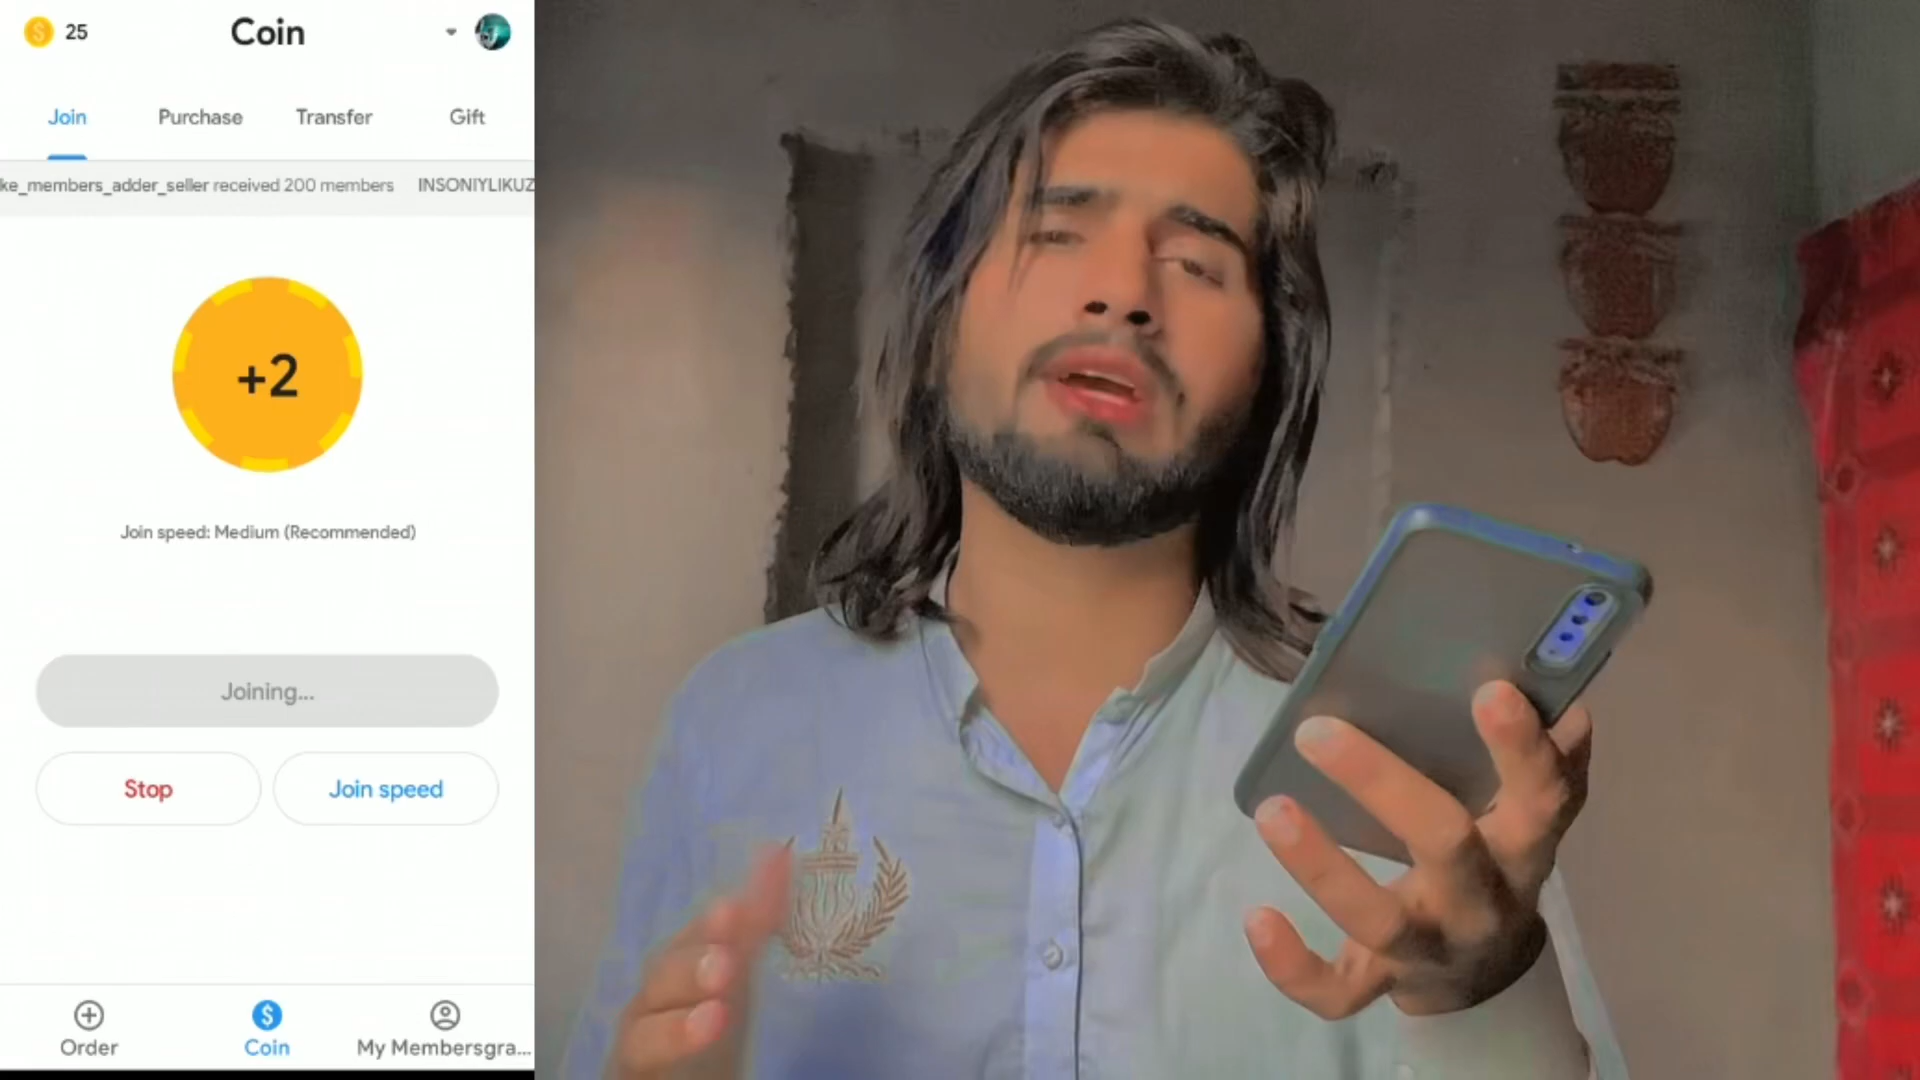 25
Coin
Join
Purchase
Transfer
Gift
ke_members_adder_seller received 200 members
INSONIYLIKUZ
+2
Join speed: Medium (Recommended)
Joining...
Stop
Join speed
Order
Coin
My Membersgra...